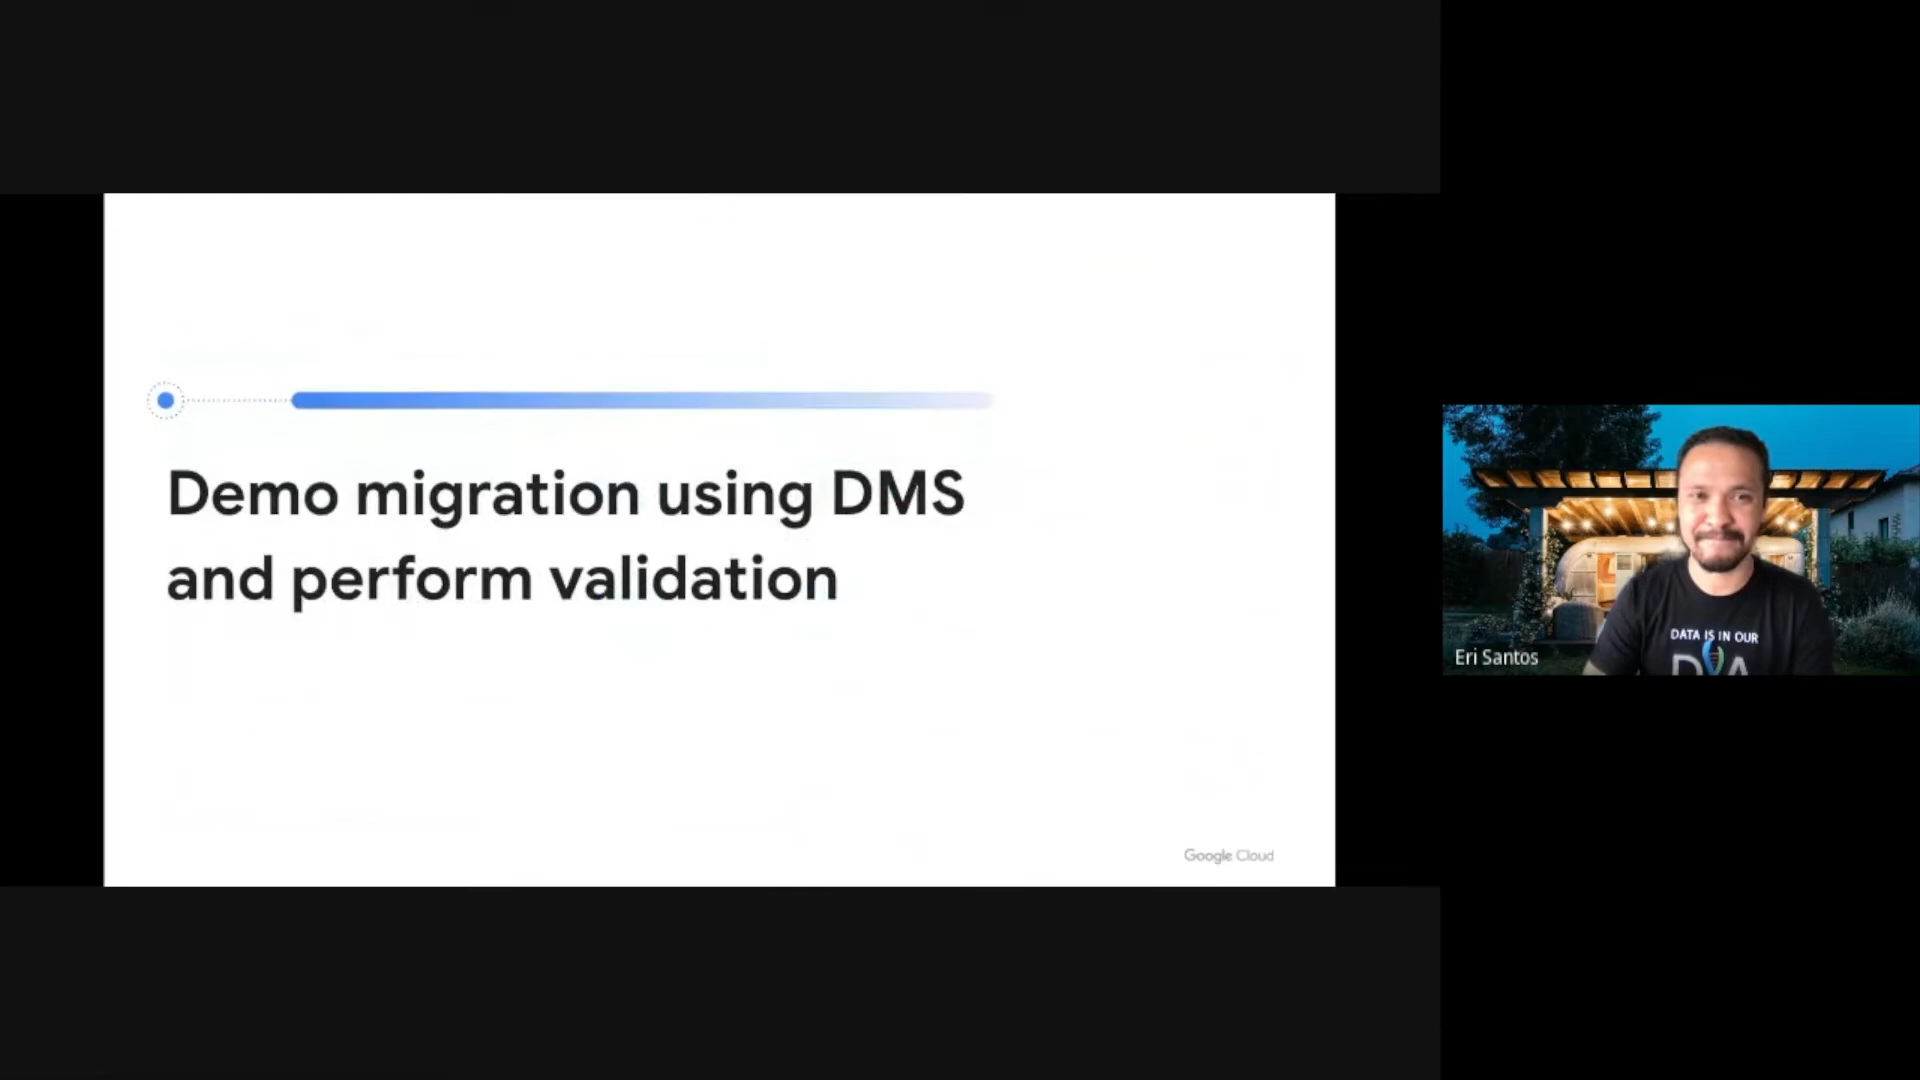 Demo migration using DMS
and perform validation
Google Cloud
Eri Santos
DATA IS IN OUR